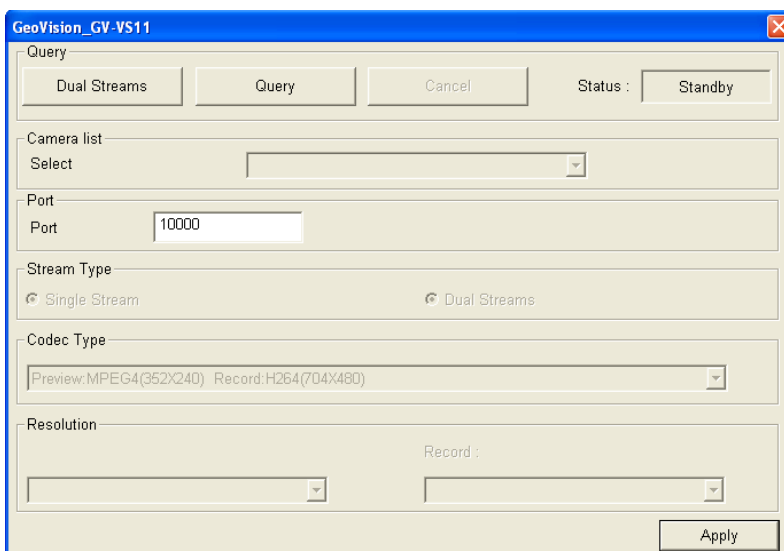 GeoVision_GV-VS11
Query
Dual Streams Query Cancel Status : Standby
Camera list
Select
Port
Port 10000
Stream Type
Single Stream Dual Streams
Codec Type
Preview:MPEG4(352X240) Record:H264(704X480)
Resolution
Record :
Apply